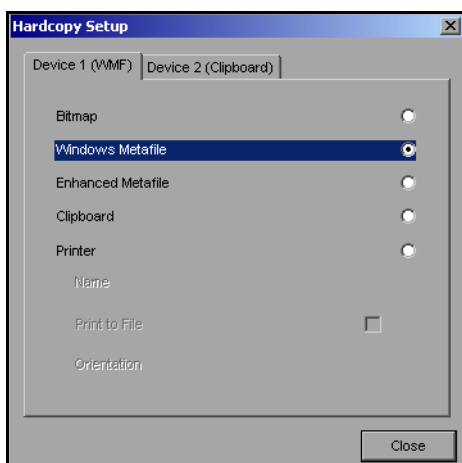 Hardcopy Setup
Device 1 (WMF) Device 2 (Clipboard)
Bitmap
Windows Metafile
Enhanced Metafile
Clipboard
Printer
Name
Print to File
Orientation
Close